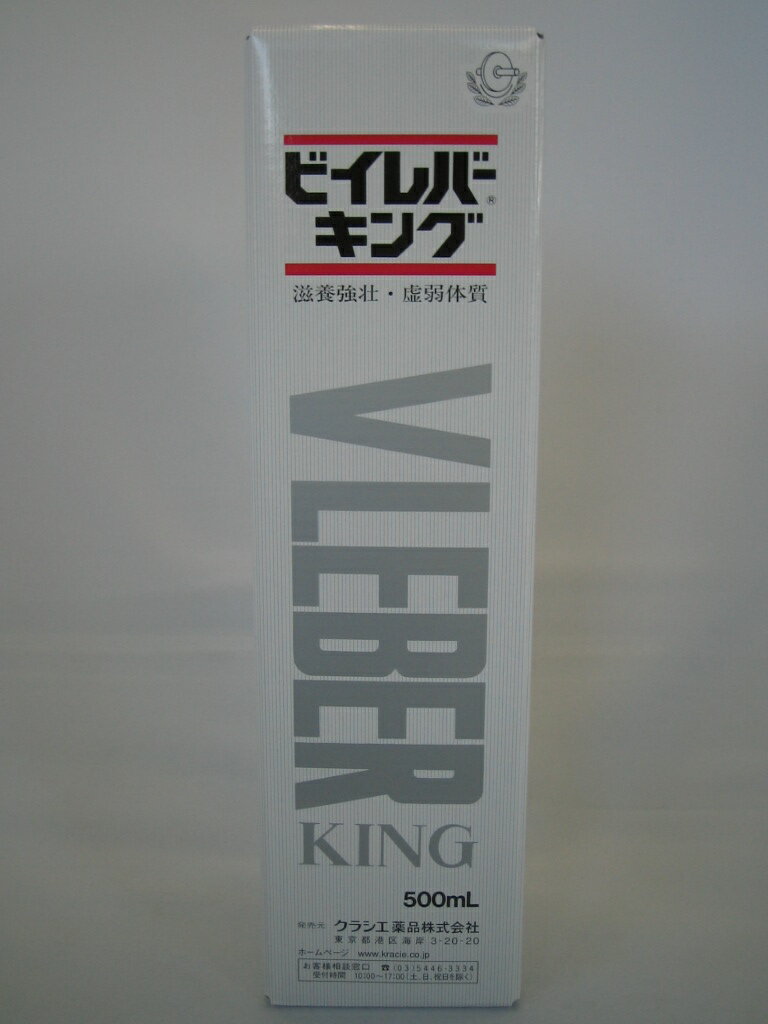 ビイレバー®
キング
滋養強壮・虚弱体質
VLEBER
KING
500mL
発売元 クラシエ薬品株式会社
東京都港区海岸 3-20-20
ホームページ www.kracie.co.jp
お客様相談窓口 ☎(03)5446-3334
受付時間 10:00〜17:00(土、日、祝日を除く)